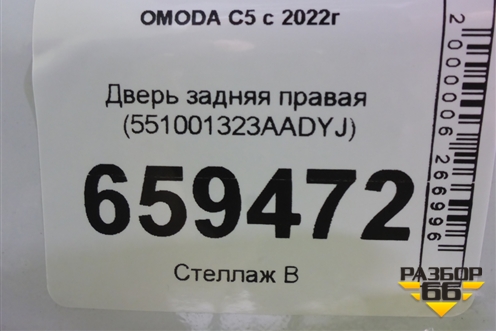 OMODA C5 с 2022г
Дверь задняя правая
(551001323AADYJ)
659472
Стеллаж В
2000006266996
РАЗБОР
66